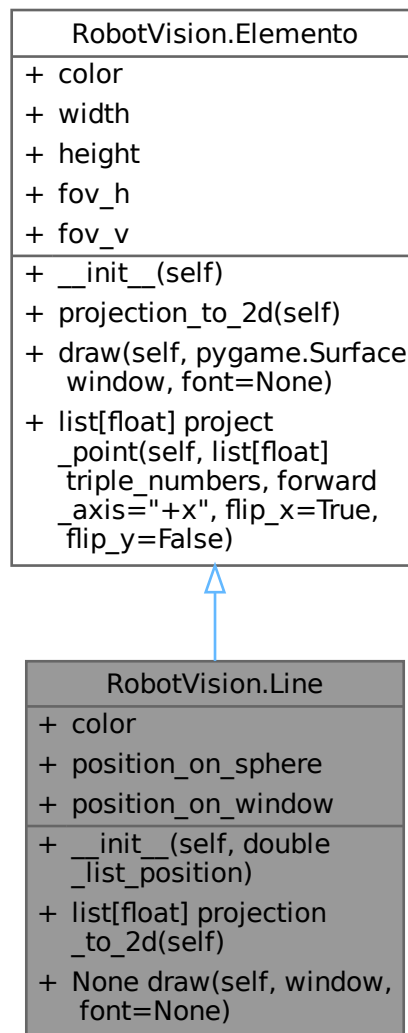 RobotVision.Elemento
+ color
+ width
+ height
+ fov_h
+ fov_v
+ __init__(self)
+ projection_to_2d(self)
+ draw(self, pygame.Surface
window, font=None)
+ list[float] project
_point(self, list[float]
triple_numbers, forward
_axis="+x", flip_x=True,
flip_y=False)
RobotVision.Line
+ color
+ position_on_sphere
+ position_on_window
+ __init__(self, double
_list_position)
+ list[float] projection
_to_2d(self)
+ None draw(self, window,
font=None)